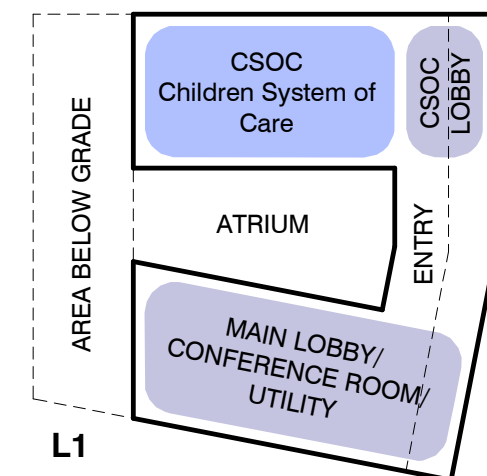 CSOC
Children System of
Care
CSOC
LOBBY
AREA BELOW GRADE
ATRIUM
ENTRY
MAIN LOBBY/
CONFERENCE ROOM/
UTILITY
L1